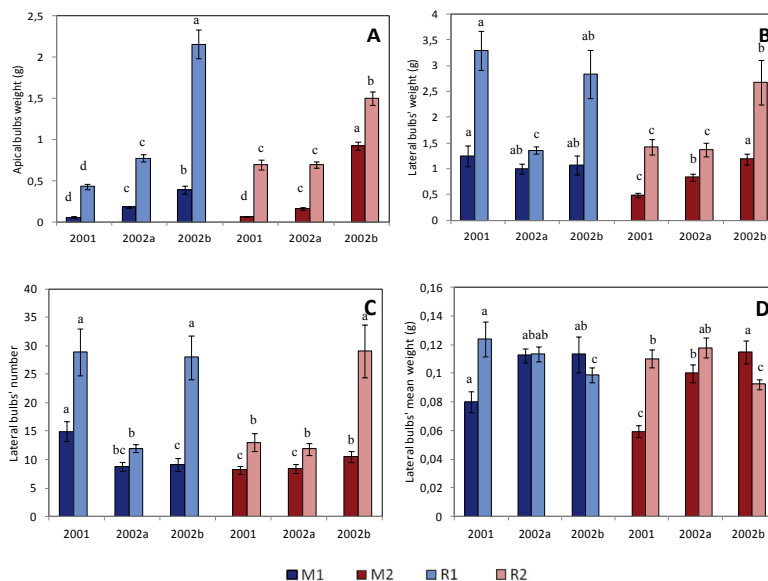 2,5
2
1,5
1
0,5
0
Apical bulbs weight (g)
A
d d c c b a d c c c a b
2001 2002a 2002b 2001 2002a 2002b
4
3,5
3
2,5
2
1,5
1
0,5
0
Lateral bulbs' weight (g)
B
a a ab c ab ab c c b c a b
2001 2002a 2002b 2001 2002a 2002b
40
35
30
25
20
15
10
5
0
Lateral bulbs' number
C
a a bc b c a c b c b c a
2001 2002a 2002b 2001 2002a 2002b
0,16
0,14
0,12
0,1
0,08
0,06
0,04
0,02
0
Lateral bulbs' mean weight (g)
D
a a ab ab ab c c b b ab a c
2001 2002a 2002b 2001 2002a 2002b
M1 M2 R1 R2